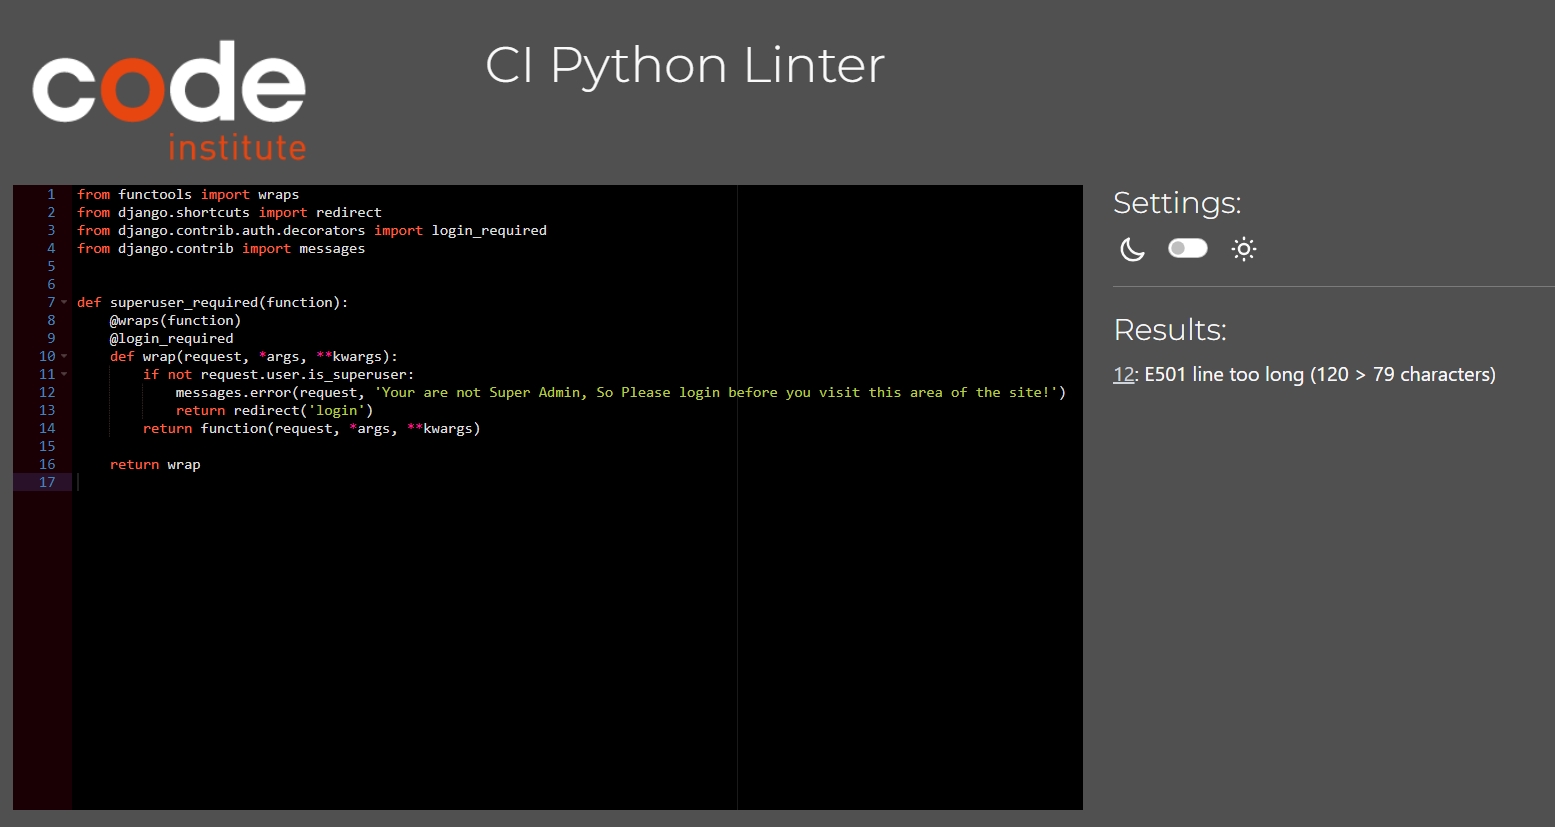 code
institute
CI Python Linter
1 from functools import wraps
2 from django.shortcuts import redirect
3 from django.contrib.auth.decorators import login_required
4 from django.contrib import messages
5
6
7 def superuser_required(function):
8     @wraps(function)
9     @login_required
10     def wrap(request, *args, **kwargs):
11         if not request.user.is_superuser:
12             messages.error(request, 'Your are not Super Admin, So Please login before you visit this area of the site!')
13             return redirect('login')
14         return function(request, *args, **kwargs)
15
16     return wrap
17
Settings:
Results:
12: E501 line too long (120 > 79 characters)